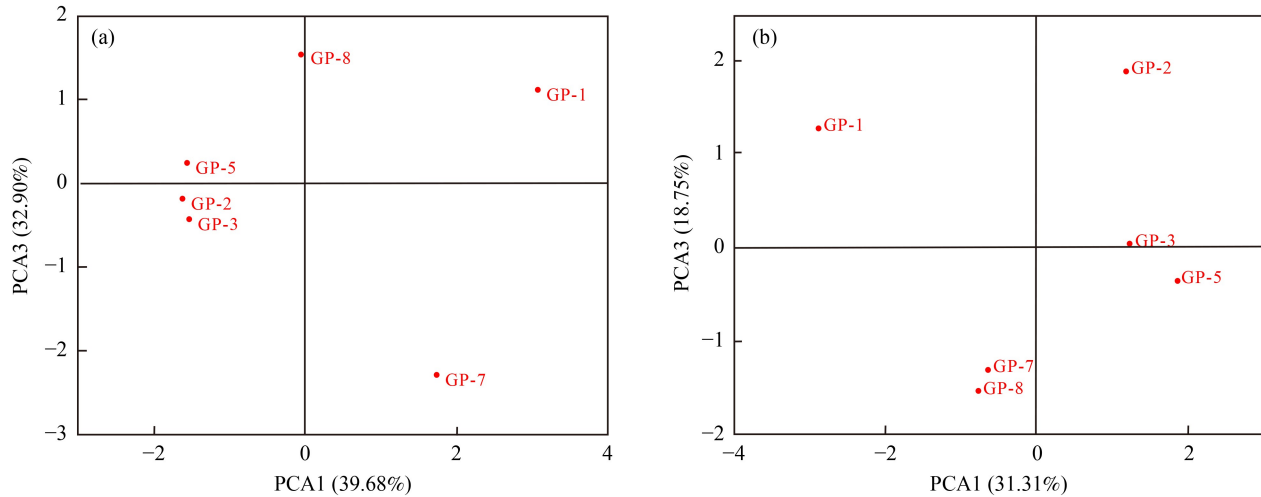 (a)
2
1
0
−1
−2
−3
−2
0
2
4
PCA3 (32.90%)
PCA1 (39.68%)
GP-8
GP-1
GP-5
GP-2
GP-3
GP-7
(b)
2
1
0
−1
−2
−4
−2
0
2
PCA3 (18.75%)
PCA1 (31.31%)
GP-2
GP-1
GP-3
GP-5
GP-7
GP-8